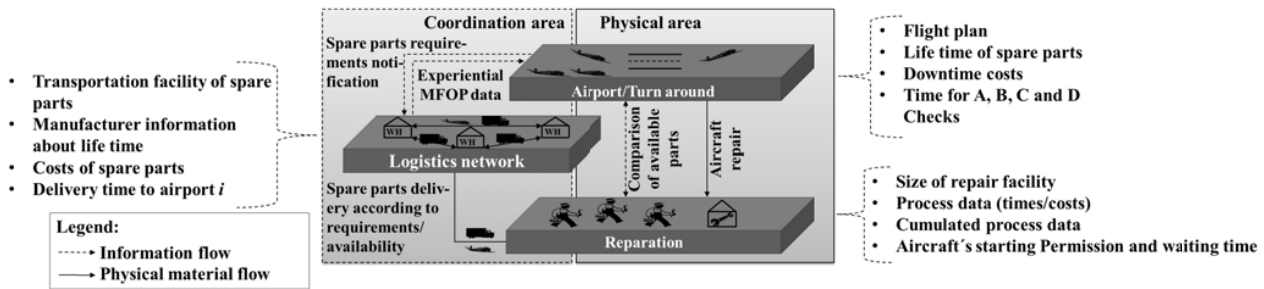 Coordination area
Physical area
Spare parts require-
ments noti-
fication
Experiential
MFOP data
Airport/Turn around
WH
WH
WH
Logistics network
Comparison
of available
parts
Aircraft
repair
Spare parts deliv-
ery according to
requirements/
availability
Reparation
• Transportation facility of spare
parts
• Manufacturer information
about life time
• Costs of spare parts
• Delivery time to airport i
Legend:
Information flow
Physical material flow
• Flight plan
• Life time of spare parts
• Downtime costs
• Time for A, B, C and D
Checks
• Size of repair facility
• Process data (times/costs)
• Cumulated process data
• Aircraft´s starting Permission and waiting time